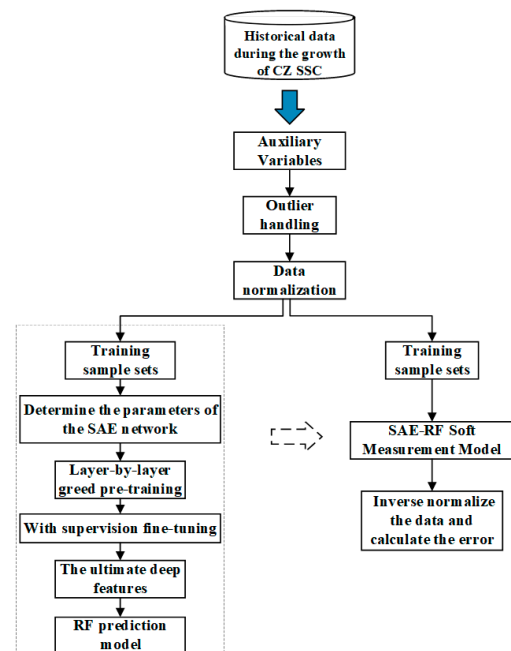 Historical data
during the growth
of CZ SSC
Auxiliary
Variables
Outlier
handling
Data
normalization
Training
sample sets
Determine the parameters of
the SAE network
Layer-by-layer
greed pre-training
With supervision fine-tuning
The ultimate deep
features
RF prediction
model
Training
sample sets
SAE-RF Soft
Measurement Model
Inverse normalize
the data and
calculate the error